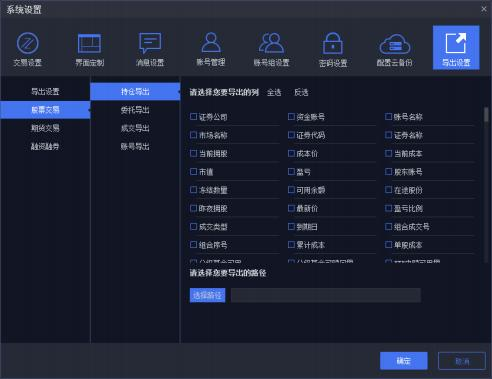 系统设置
交易设置 界面定制 消息设置 账号管理 账号组设置 密码设置 配置云备份 导出设置
导出设置 持仓导出 请选择您要导出的列 全选 反选
股票交易 委托导出
期货交易 成交导出
融资融券 账号导出
证券公司 资金账号 账号名称
市场名称 证券代码 证券名称
当前拥股 成本价 当前成本
市值 盈亏 股东账号
冻结数量 可用余额 在途股份
昨夜拥股 最新价 盈亏比例
成交类型 到期日 组合成交号
组合序号 累计成本 单股成本
请选择您要导出的路径
选择路径
确定 取消